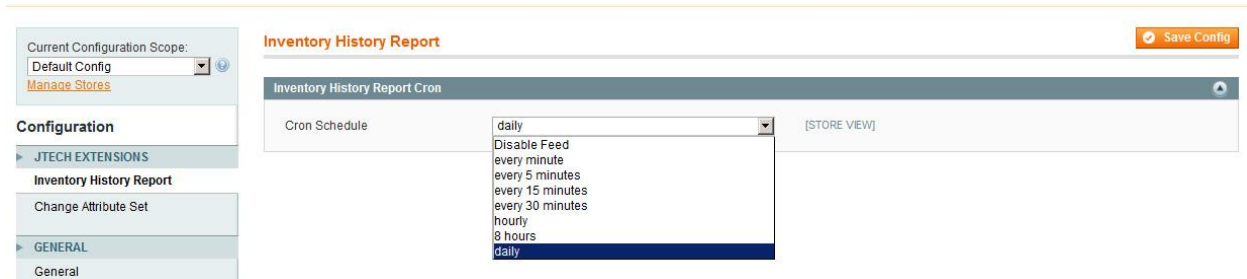 Current Configuration Scope:
Default Config
Manage Stores
Configuration
JTECH EXTENSIONS
Inventory History Report
Change Attribute Set
GENERAL
General
Inventory History Report
Save Config
Inventory History Report Cron
Cron Schedule
daily
[STORE VIEW]
Disable Feed
every minute
every 5 minutes
every 15 minutes
every 30 minutes
hourly
8 hours
daily